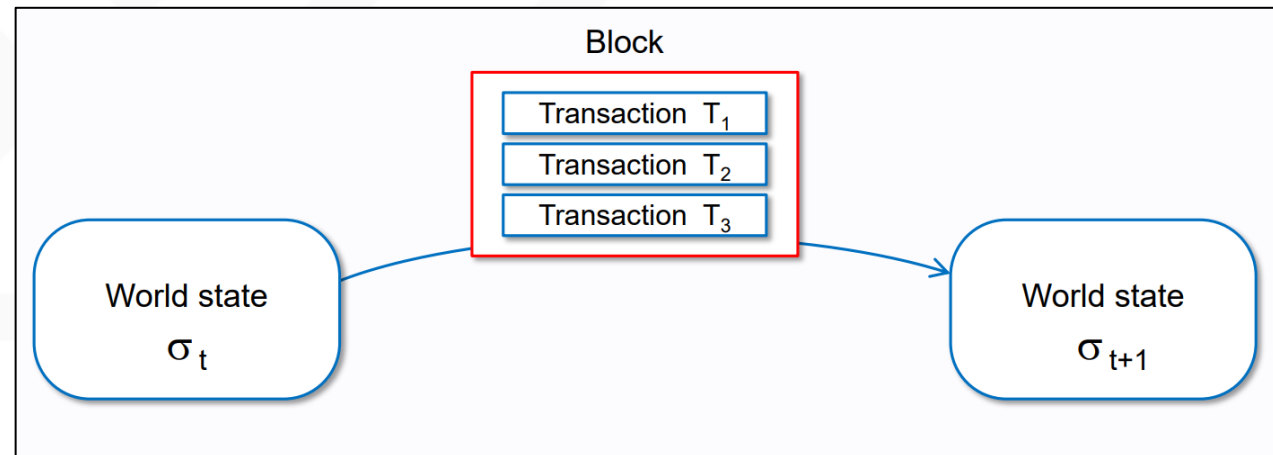 Block
Transaction T₁
Transaction T₂
Transaction T₃
World state
σ t
World state
σ t+1